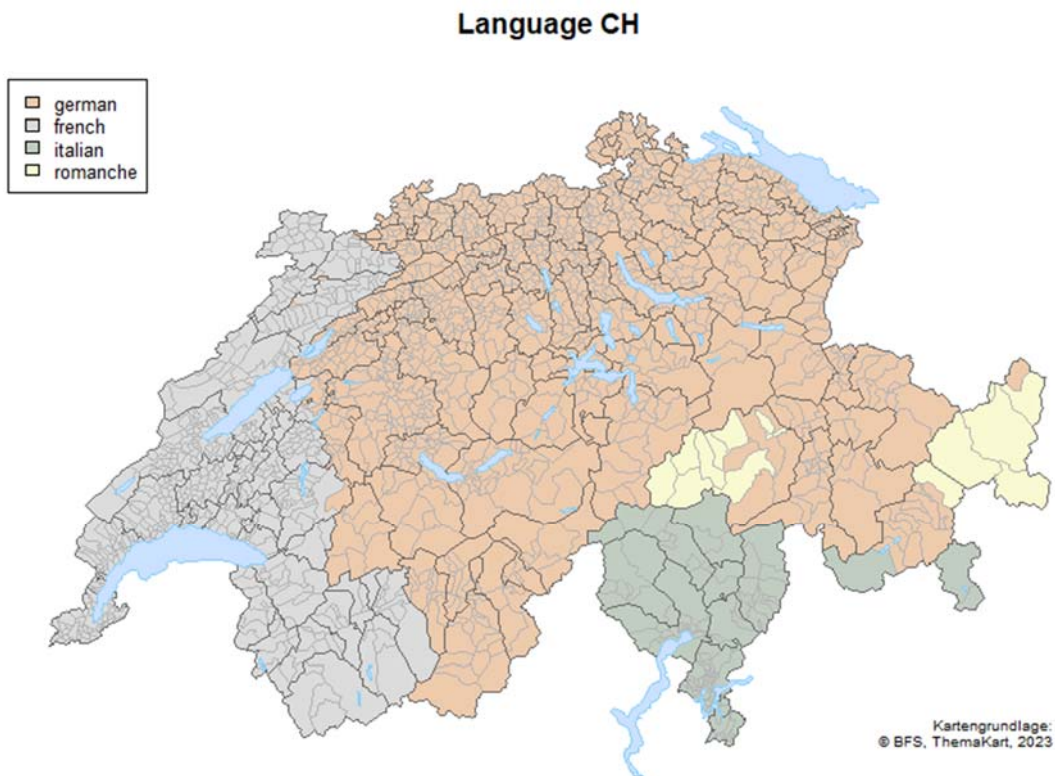 Language CH
german
french
italian
romanche
Kartengrundlage:
© BFS, ThemaKart, 2023